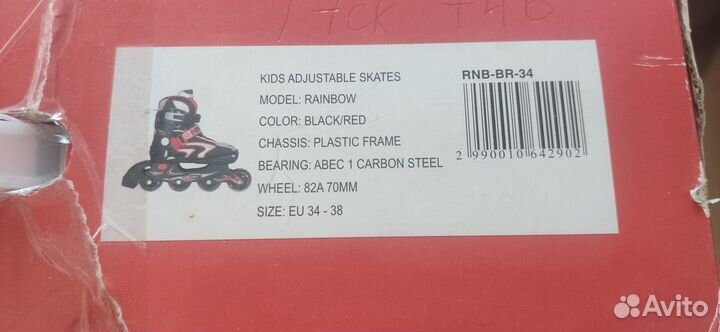 KIDS ADJUSTABLE SKATES
MODEL: RAINBOW
COLOR: BLACK/RED
CHASSIS: PLASTIC FRAME
BEARING: ABEC 1 CARBON STEEL
WHEEL: 82A 70MM
SIZE: EU 34 - 38
RNB-BR-34
2 990010 642902
Avito